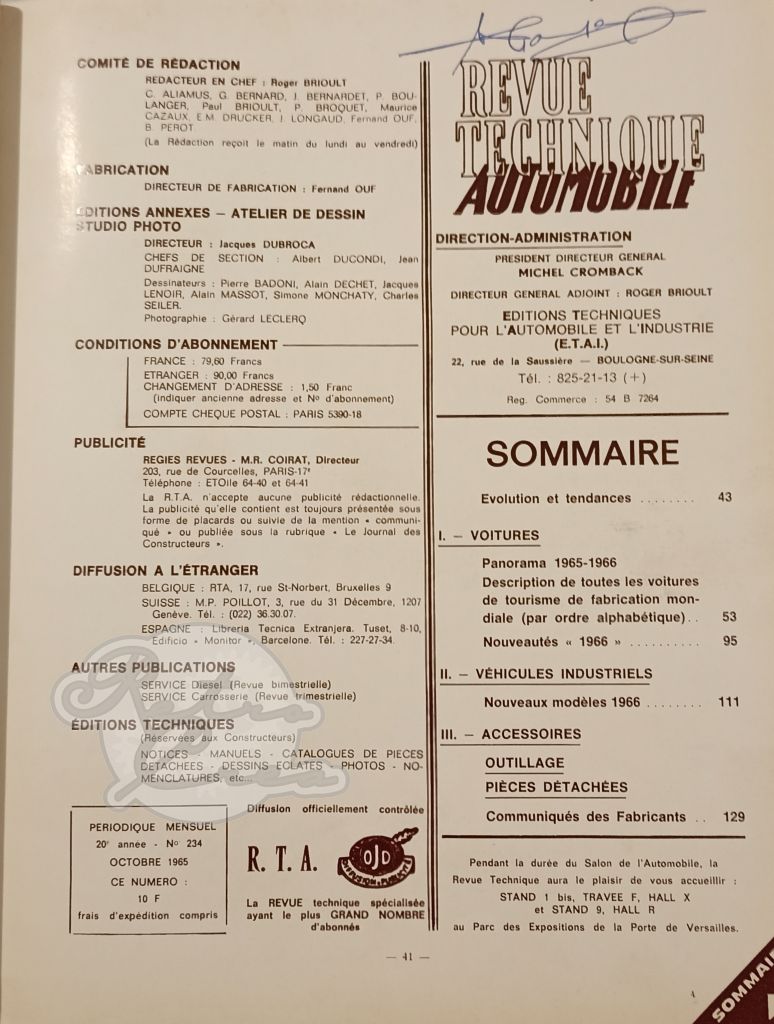 COMITÉ DE RÉDACTION
REDACTEUR EN CHEF : Roger BRIOULT
C. ALIAMUS, G. BERNARD, J. BERNARDET, P. BOU-
LANGER, Paul BRIOULT, P. BROQUET, Maurice
CAZAUX, E.M. DRUCKER, J. LONGAUD, Fernand OUF,
B. PEROT
(La Rédaction reçoit le matin du lundi au vendredi)
FABRICATION
DIRECTEUR DE FABRICATION : Fernand OUF
ÉDITIONS ANNEXES – ATELIER DE DESSIN
STUDIO PHOTO
DIRECTEUR : Jacques DUBROCA
CHEFS DE SECTION : Albert DUCONDI, Jean
DUFRAIGNE
Dessinateurs : Pierre BADONI, Alain DECHET, Jacques
LENOIR, Alain MASSOT, Simone MONCHATY, Charles
SEILER.
Photographie : Gérard LECLERQ
CONDITIONS D'ABONNEMENT
FRANCE : 79,60 Francs
ETRANGER : 90,00 Francs
CHANGEMENT D'ADRESSE : 1,50 Franc
(Indiquer ancienne adresse et N° d'abonnement)
COMPTE CHEQUE POSTAL : PARIS 5390-18
PUBLICITÉ
REGIES REVUES - M.R. COIRAT, Directeur
203, rue de Courcelles, PARIS-17e
Téléphone : ETOile 64-40 et 64-41
La R.T.A. n'accepte aucune publicité rédactionnelle.
La publicité qu'elle contient est toujours présentée sous
forme de placards ou suivie de la mention « communi-
qué » ou publiée sous la rubrique « Le Journal des
Constructeurs ».
DIFFUSION A L'ÉTRANGER
BELGIQUE : RTA, 17, rue St-Norbert, Bruxelles 9
SUISSE : M.P. POILLOT, 3, rue du 31 Décembre, 1207
Genève. Tél. : (022) 36.30.07.
ESPAGNE : Libreria Tecnica Extranjera. Tuset, 8-10,
Edificio « Monitor », Barcelone. Tél. : 227-27-34.
AUTRES PUBLICATIONS
SERVICE Diesel (Revue bimestrielle)
SERVICE Carrosserie (Revue trimestrielle)
ÉDITIONS TECHNIQUES
(Réservées aux Constructeurs)
NOTICES - MANUELS - CATALOGUES DE PIECES
DETACHEES - DESSINS ECLATES - PHOTOS - NO-
MENCLATURES, etc...
PERIODIQUE MENSUEL
20e année - N° 234
OCTOBRE 1965
CE NUMERO :
10 F
frais d'expédition compris
Diffusion officiellement contrôlée
R. T. A.
OJD
DIFFUSION PUBLICITÉ
La REVUE technique spécialisée
ayant le plus GRAND NOMBRE
d'abonnés
REVUE
TECHNIQUE
AUTOMOBILE
DIRECTION-ADMINISTRATION
PRESIDENT DIRECTEUR GENERAL
MICHEL CROMBACK
DIRECTEUR GENERAL ADJOINT : ROGER BRIOULT
EDITIONS TECHNIQUES
POUR L'AUTOMOBILE ET L'INDUSTRIE
(E.T.A.I.)
22, rue de la Saussière — BOULOGNE-SUR-SEINE
Tél. : 825-21-13 (+)
Reg. Commerce : 54 B 7264
SOMMAIRE
Evolution et tendances ........ 43
I. – VOITURES
Panorama 1965-1966
Description de toutes les voitures
de tourisme de fabrication mon-
diale (par ordre alphabétique).. 53
Nouveautés « 1966 » .......... 95
II. – VÉHICULES INDUSTRIELS
Nouveaux modèles 1966 ........ 111
III. – ACCESSOIRES
OUTILLAGE
PIÈCES DÉTACHÉES
Communiqués des Fabricants .. 129
Pendant la durée du Salon de l'Automobile, la
Revue Technique aura le plaisir de vous accueillir :
STAND 1 bis, TRAVEE F, HALL X
et STAND 9, HALL R
au Parc des Expositions de la Porte de Versailles.
— 41 —
SOMMAIRE